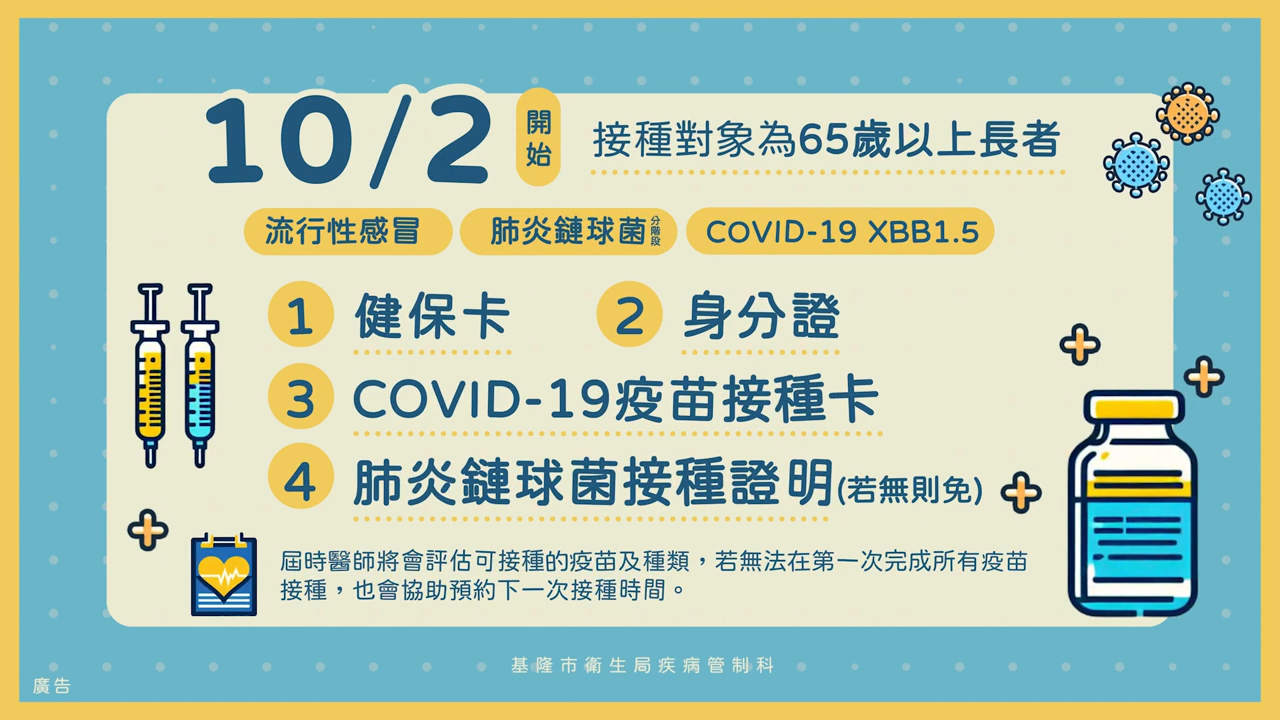 10/2 開始 接種對象為65歲以上長者
流行性感冒 肺炎鏈球菌分階段 COVID-19 XBB1.5
1 健保卡 2 身分證
3 COVID-19疫苗接種卡
4 肺炎鏈球菌接種證明(若無則免)
屆時醫師將會評估可接種的疫苗及種類，若無法在第一次完成所有疫苗
接種，也會協助預約下一次接種時間。
基隆市衛生局疾病管制科
廣告